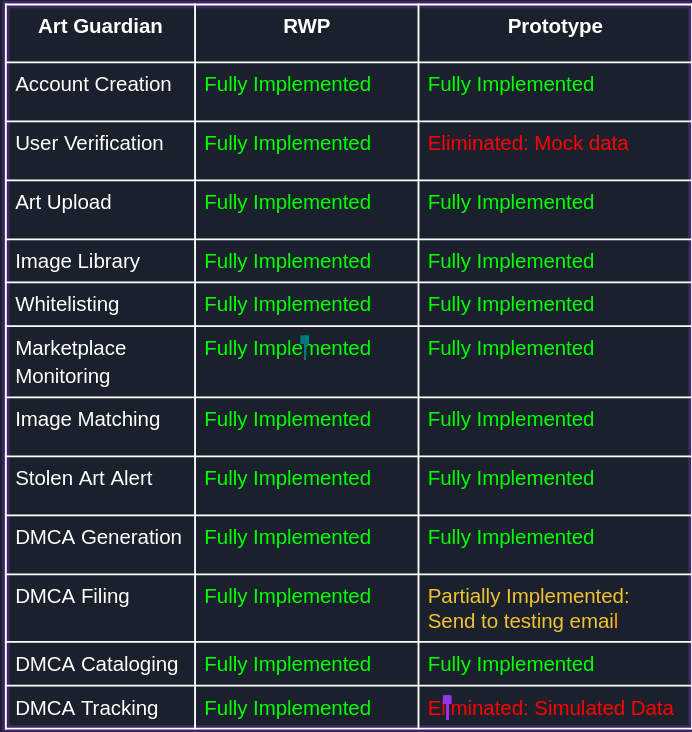 Art Guardian RWP Prototype
Account Creation Fully Implemented Fully Implemented
User Verification Fully Implemented Eliminated: Mock data
Art Upload Fully Implemented Fully Implemented
Image Library Fully Implemented Fully Implemented
Whitelisting Fully Implemented Fully Implemented
Marketplace Fully Implemented Fully Implemented
Monitoring
Image Matching Fully Implemented Fully Implemented
Stolen Art Alert Fully Implemented Fully Implemented
DMCA Generation Fully Implemented Fully Implemented
DMCA Filing Fully Implemented Partially Implemented:
Send to testing email
DMCA Cataloging Fully Implemented Fully Implemented
DMCA Tracking Fully Implemented Eliminated: Simulated Data